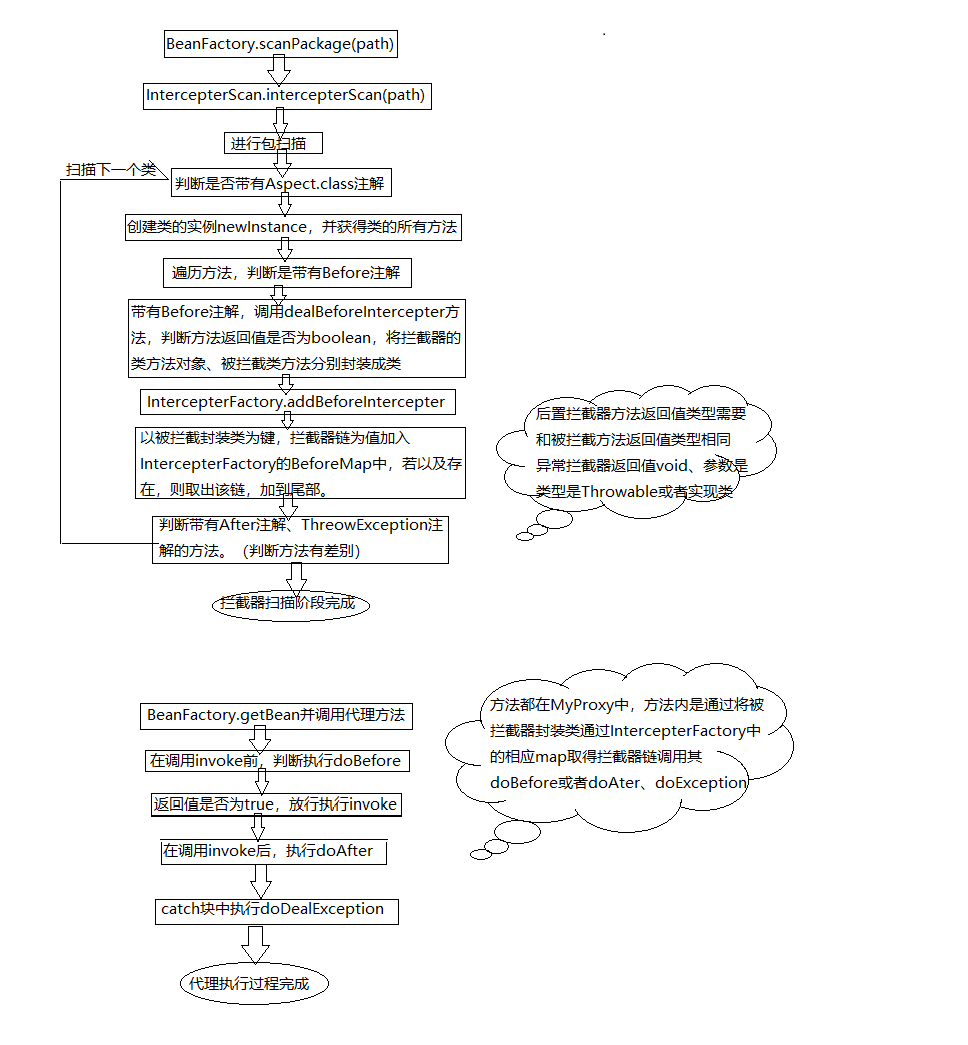 BeanFactory.scanPackage(path)
IntercepterScan.intercepterScan(path)
进行包扫描
扫描下一个类
判断是否带有Aspect.class注解
创建类的实例newInstance，并获得类的所有方法
遍历方法，判断是带有Before注解
带有Before注解，调用dealBeforeIntercepter方
法，判断方法返回值是否为boolean，将拦截器的
类方法对象、被拦截类方法分别封装成类
IntercepterFactory.addBeforeIntercepter
以被拦截封装类为键，拦截器链为值加入
IntercepterFactory的BeforeMap中，若以及存
在，则取出该链，加到尾部。
判断带有After注解、ThreowException注
解的方法。（判断方法有差别）
拦截器扫描阶段完成
后置拦截器方法返回值类型需要
和被拦截方法返回值类型相同
异常拦截器返回值void、参数是
类型是Throwable或者实现类
BeanFactory.getBean并调用代理方法
在调用invoke前，判断执行doBefore
返回值是否为true，放行执行invoke
在调用invoke后，执行doAfter
catch块中执行doDealException
代理执行过程完成
方法都在MyProxy中，方法内是通过将被
拦截器封装类通过IntercepterFactory中
的相应map取得拦截器链调用其
doBefore或者doAter、doException